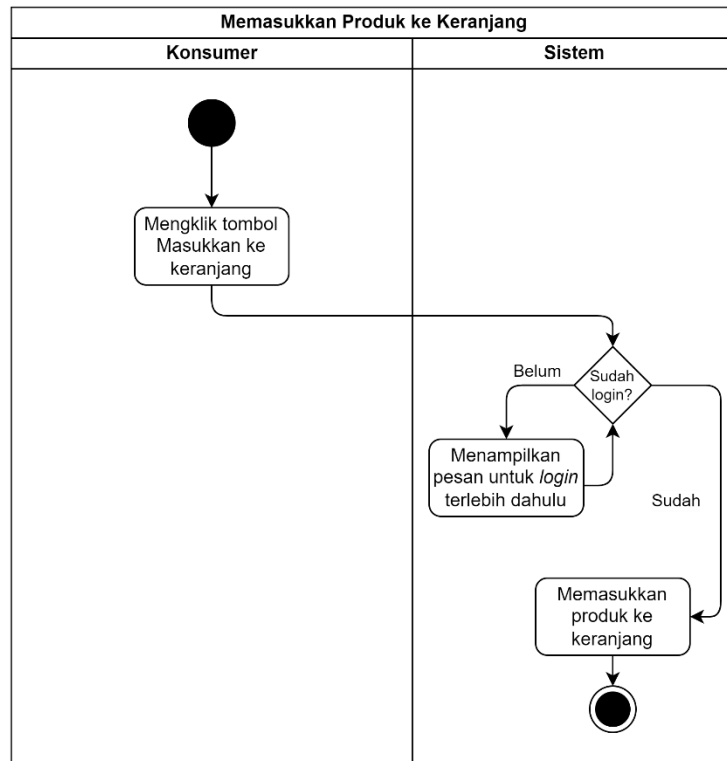 Memasukkan Produk ke Keranjang
Konsumer
Sistem
Mengklik tombol
Masukkan ke
keranjang
Sudah
login?
Belum
Menampilkan
pesan untuk login
terlebih dahulu
Sudah
Memasukkan
produk ke
keranjang